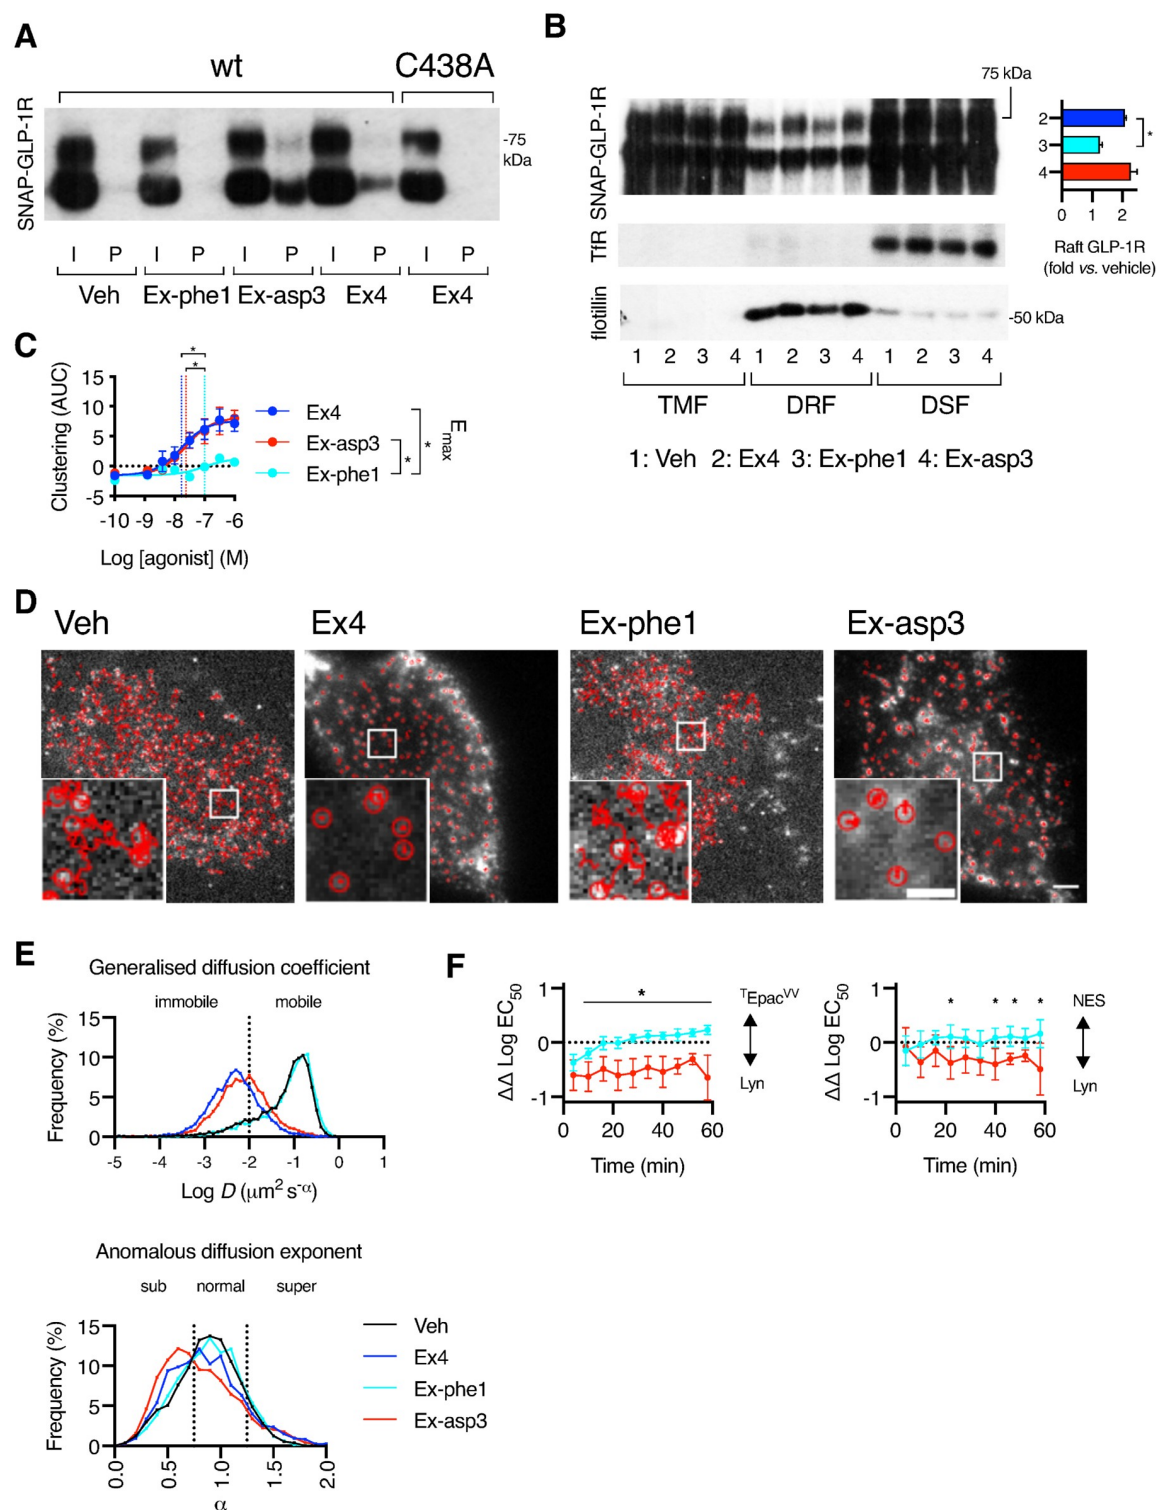 A
wt
C438A
SNAP-GLP-1R
-75
kDa
I P I P I P I P I P
Veh Ex-phe1 Ex-asp3 Ex4 Ex4
B
75 kDa
SNAP-GLP-1R
TfR
flotillin
-50 kDa
1 2 3 4 1 2 3 4 1 2 3 4
TMF DRF DSF
1: Veh 2: Ex4 3: Ex-phe1 4: Ex-asp3
2
3
4
*
0 1 2
Raft GLP-1R
(fold vs. vehicle)
C
Clustering (AUC)
15
10
5
0
-5
-10 -9 -8 -7 -6
Log [agonist] (M)
*
*
Ex4
Ex-asp3
Ex-phe1
*
*
Emax
D
Veh Ex4 Ex-phe1 Ex-asp3
E
Generalised diffusion coefficient
immobile mobile
Frequency (%)
15
10
5
0
-5 -4 -3 -2 -1 0 1
Log D (µm² s⁻ᵅ)
Anomalous diffusion exponent
sub normal super
Frequency (%)
15
10
5
0
0.0 0.5 1.0 1.5 2.0
α
Veh
Ex4
Ex-phe1
Ex-asp3
F
ΔΔ Log EC50
1
0
-1
*
0 20 40 60
Time (min)
TEpacVV
Lyn
ΔΔ Log EC50
1
0
-1
* * * *
0 20 40 60
Time (min)
NES
Lyn